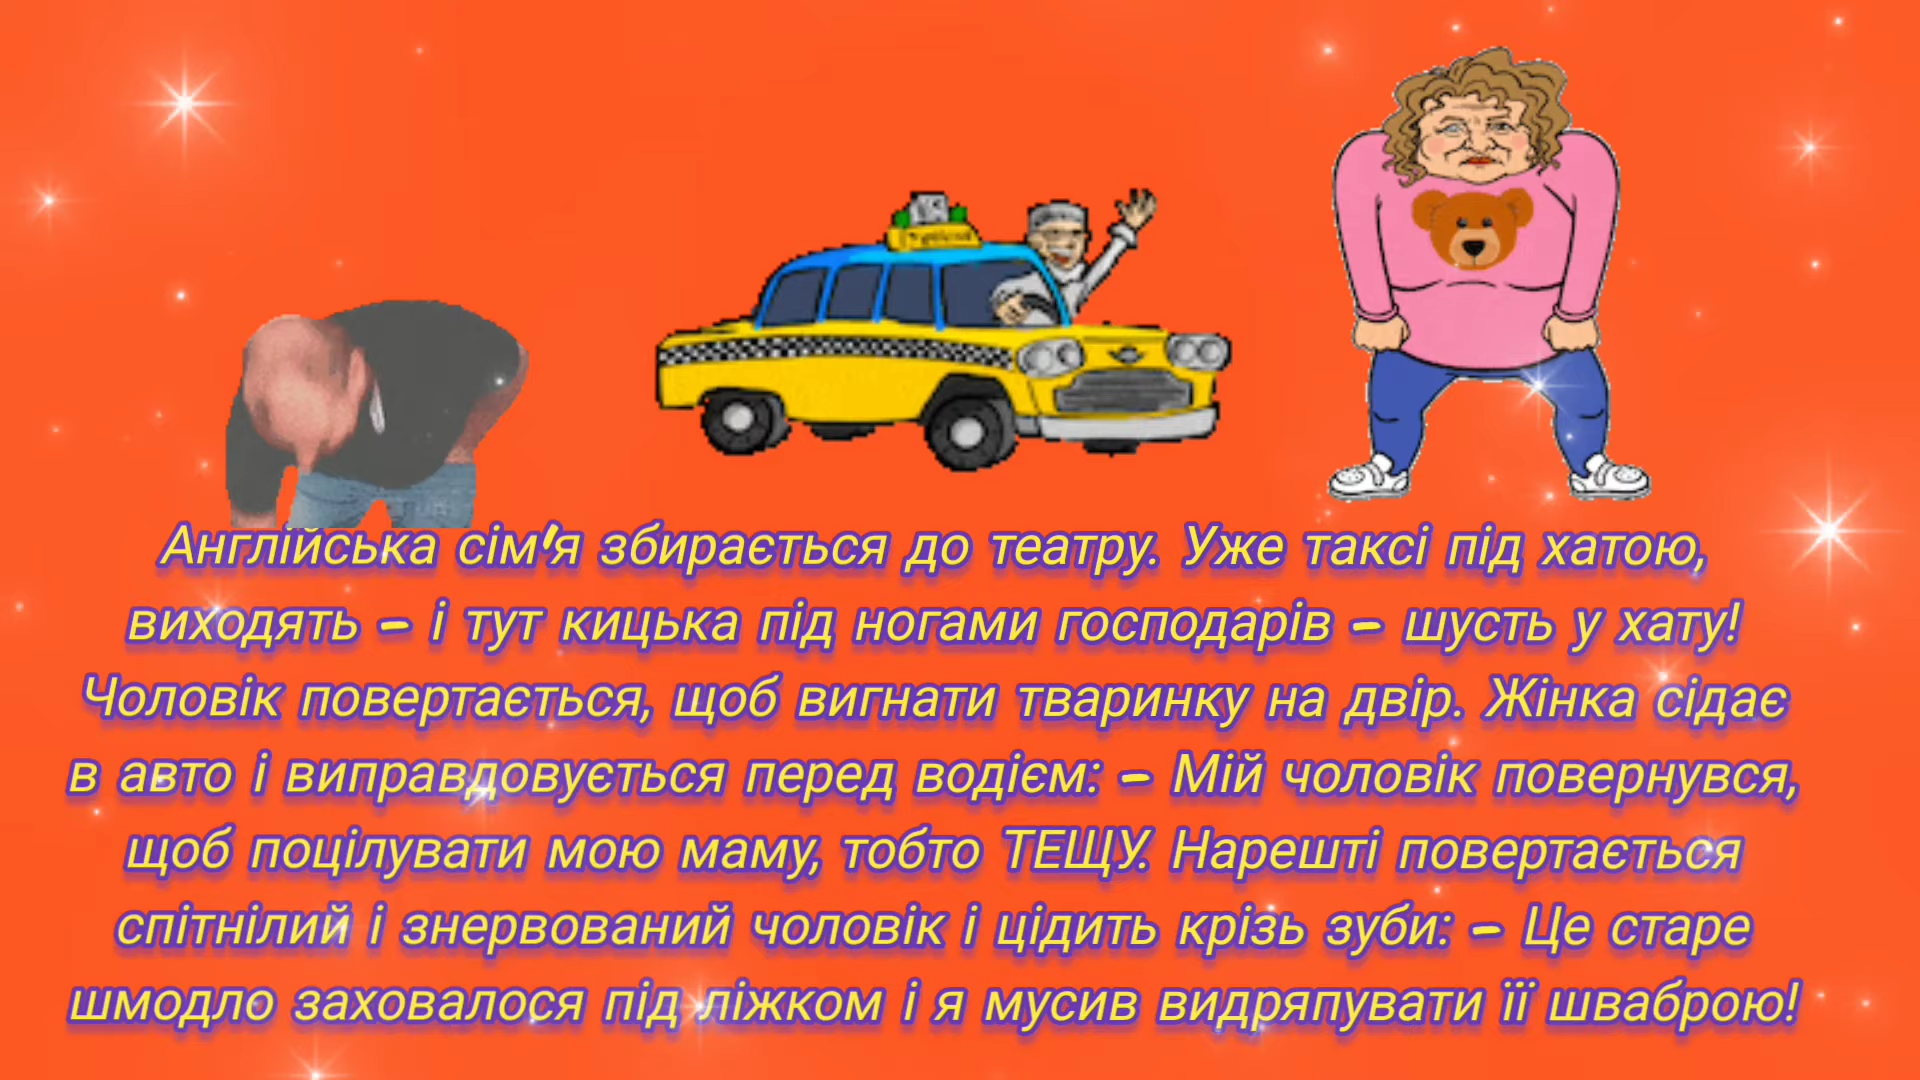 Англійська сім'я збирається до театру. Уже таксі під хатою,
виходять – і тут кицька під ногами господарів – шусть у хату!
Чоловік повертається, щоб вигнати тваринку на двір. Жінка сідає
в авто і виправдовується перед водієм: – Мій чоловік повернувся,
щоб поцілувати мою маму, тобто ТЕЩУ. Нарешті повертається
спітнілий і знервований чоловік і цідить крізь зуби: – Це старе
шмодло заховалося під ліжком і я мусив видряпувати її шваброю!